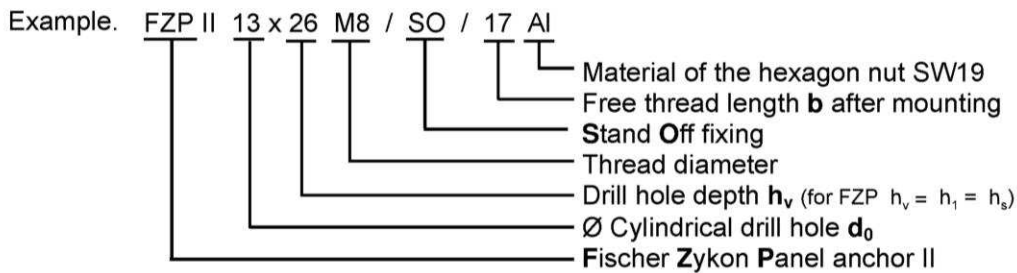 Example. FZP II 13 x 26 M8 / SO / 17 Al
Material of the hexagon nut SW19
Free thread length b after mounting
Stand Off fixing
Thread diameter
Drill hole depth hᵥ (for FZP hᵥ = h₁ = hₛ)
Ø Cylindrical drill hole d₀
Fischer Zykon Panel anchor II